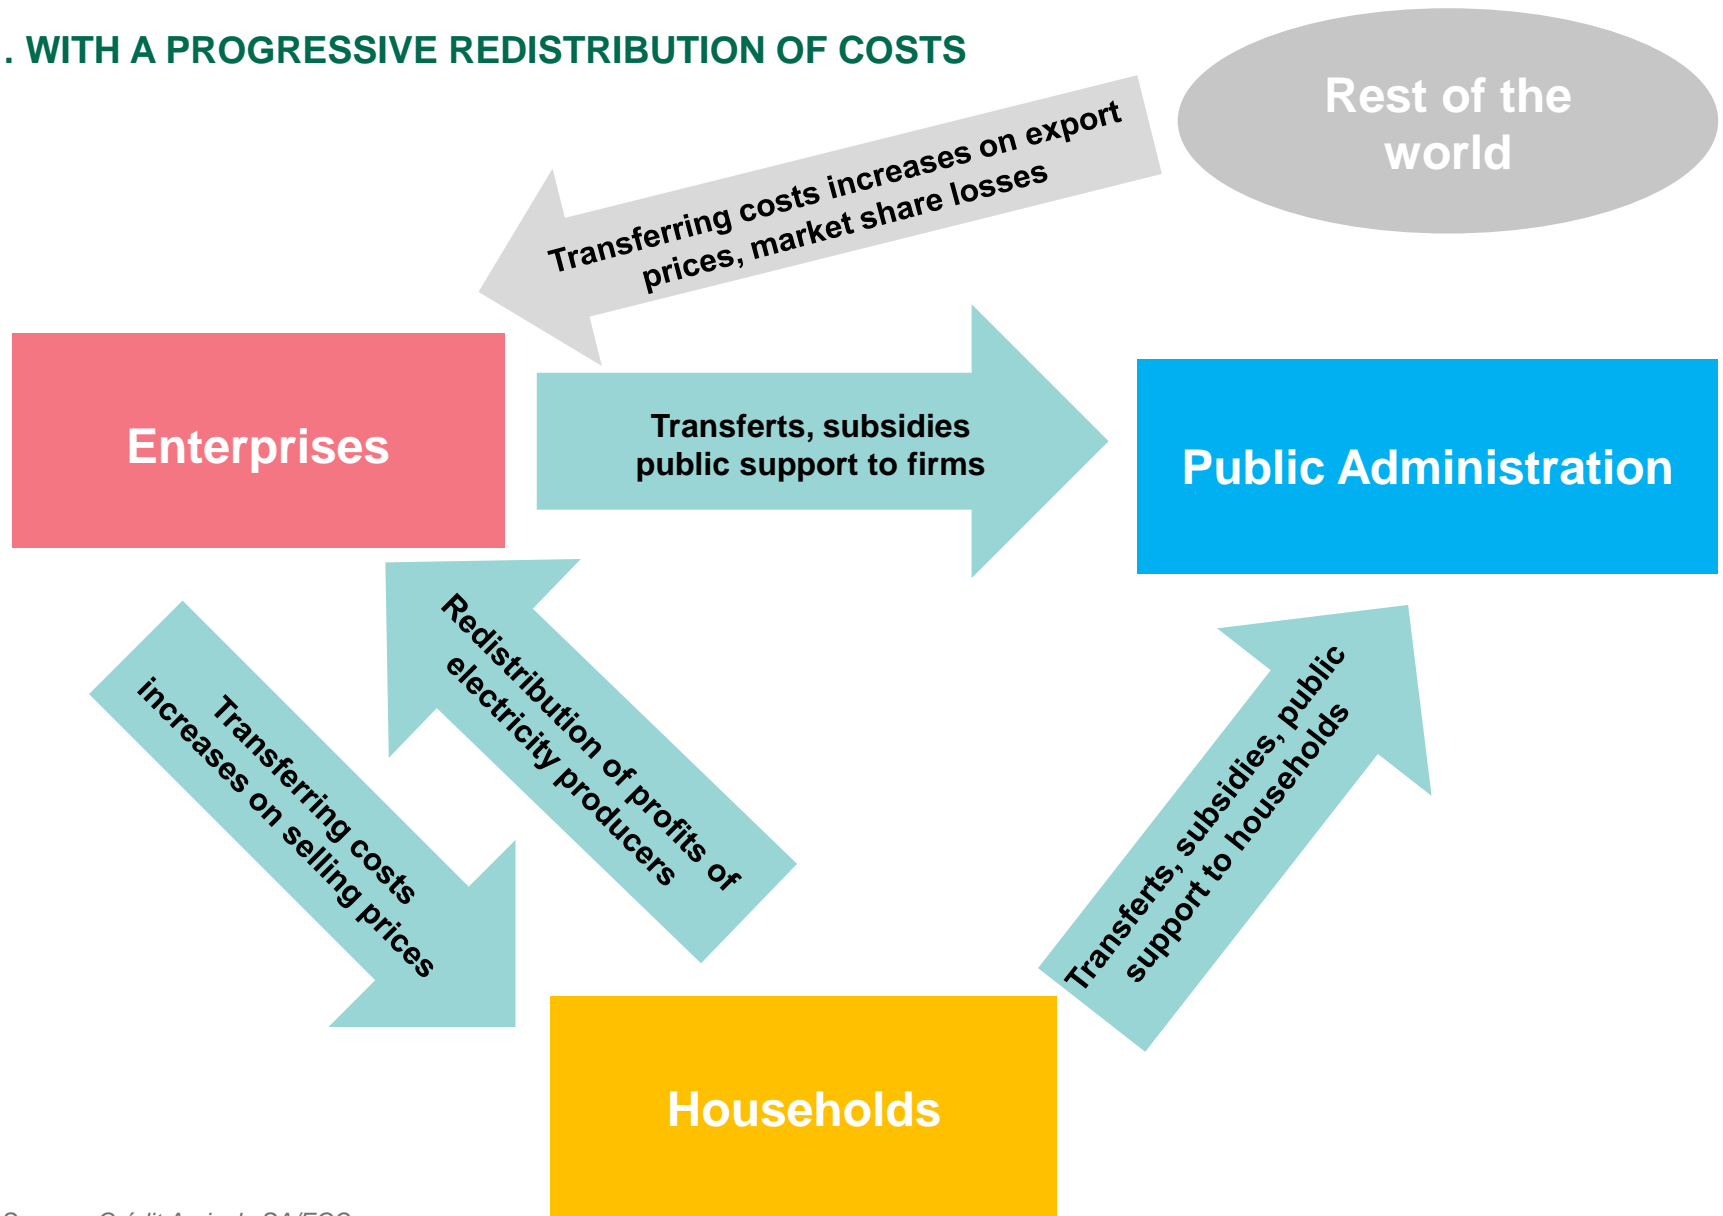 . WITH A PROGRESSIVE REDISTRIBUTION OF COSTS
Rest of the
world
Transferring costs increases on export
prices, market share losses
Enterprises
Transferts, subsidies
public support to firms
Public Administration
Transferring costs
increases on selling prices
Redistribution of profits of
electricity producers
Transferts, subsidies, public
support to households
Households